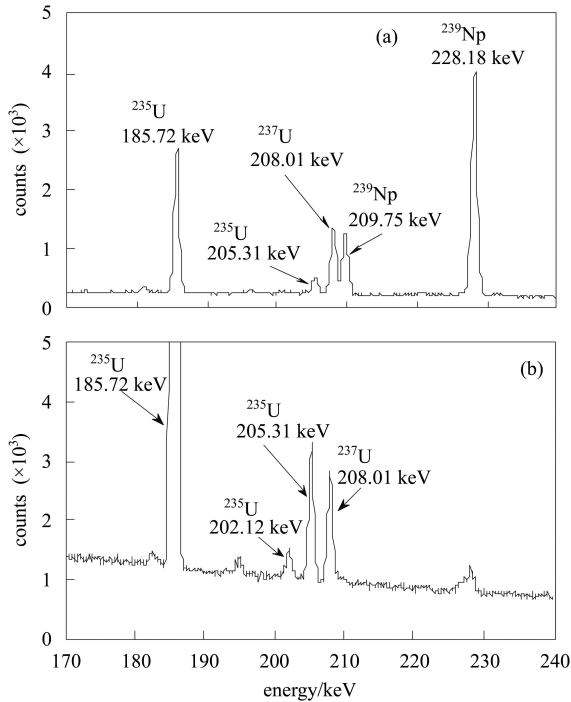 5
(a)
²³⁹Np
228.18 keV
4
²³⁵U
185.72 keV
3
²³⁷U
208.01 keV
counts (×10³)
2
²³⁹Np
209.75 keV
²³⁵U
205.31 keV
1
0
5
(b)
²³⁵U
185.72 keV
4
²³⁵U
205.31 keV
²³⁷U
208.01 keV
3
counts (×10³)
2
²³⁵U
202.12 keV
1
0
170 180 190 200 210 220 230 240
energy/keV